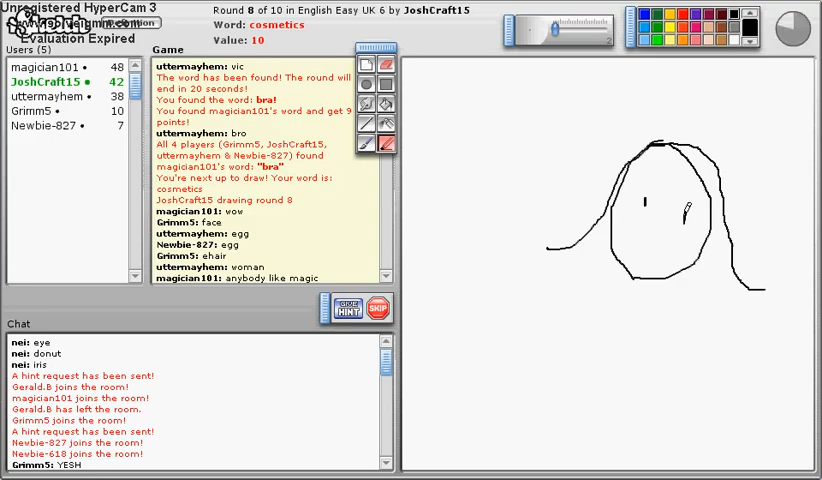 Unregistered HyperCam 3
Evaluation Expired
Round 8 of 10 in English Easy UK 6 by JoshCraft15
Word: cosmetics
Value: 10
Users (5)
magician101 • 48
JoshCraft15 • 42
uttermayhem • 38
Grimm5 • 10
Newbie-827 • 7
Game
uttermayhem: vic
The word has been found! The round will
end in 20 seconds!
You found the word: bra!
You found magician101's word and get 9
points!
uttermayhem: bro
All 4 players (Grimm5, JoshCraft15,
uttermayhem & Newbie-827) found
magician101's word: "bra"
You're next up to draw! Your word is:
cosmetics
JoshCraft15 drawing round 8
magician101: wow
Grimm5: face
uttermayhem: egg
Newbie-827: egg
Grimm5: ehair
uttermayhem: woman
magician101: anybody like magic
2
GIVE
HINT
SKIP
Chat
nei: eye
nei: donut
nei: iris
A hint request has been sent!
Gerald.B joins the room!
magician101 joins the room!
Gerald.B has left the room.
Grimm5 joins the room!
A hint request has been sent!
Newbie-827 joins the room!
Newbie-618 joins the room!
Grimm5: YESH